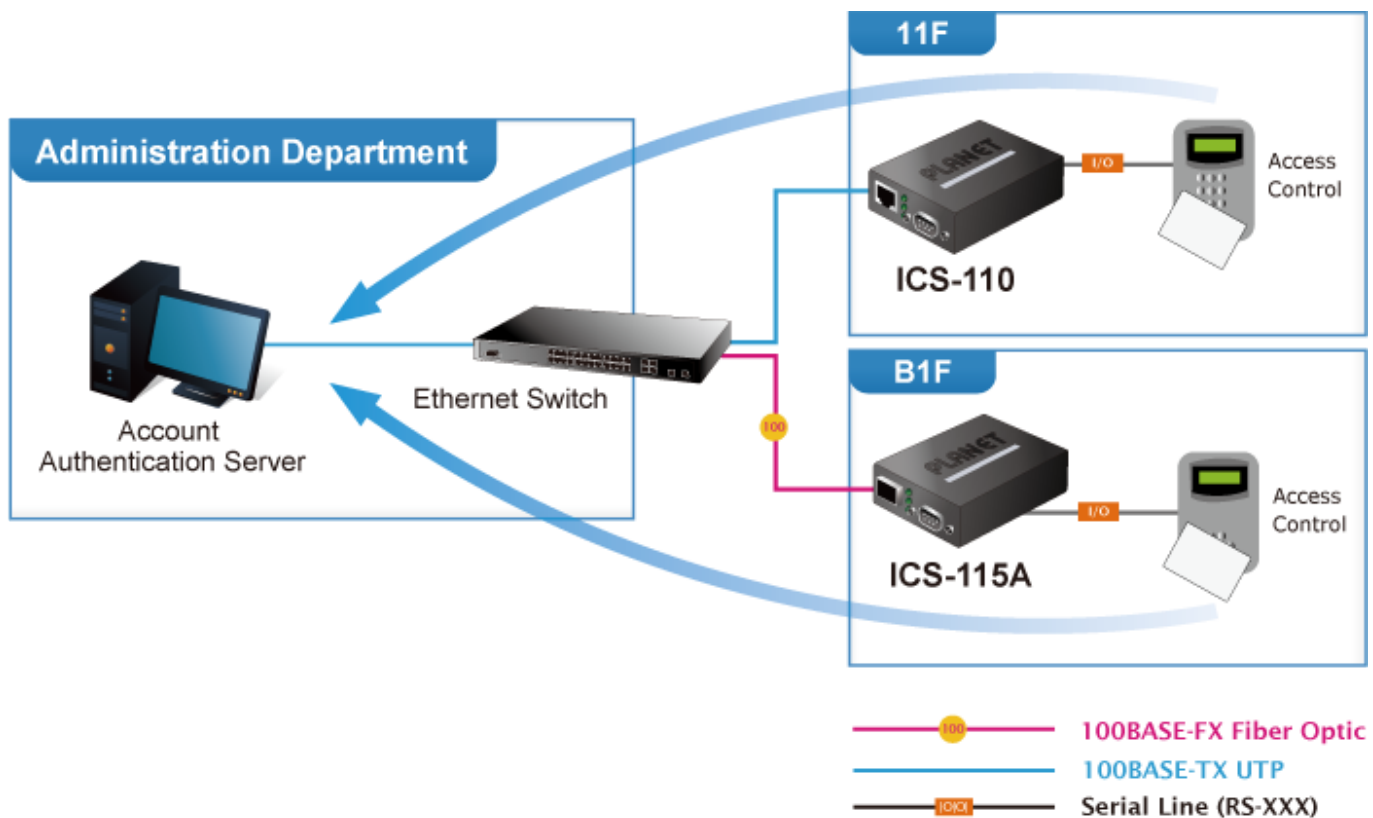 11F
Administration Department
PLANET
I/O
Access
Control
ICS-110
Ethernet Switch
Account
Authentication Server
B1F
100
PLANET
I/O
Access
Control
ICS-115A
100
100BASE-FX Fiber Optic
100BASE-TX UTP
IOIOI
Serial Line (RS-XXX)